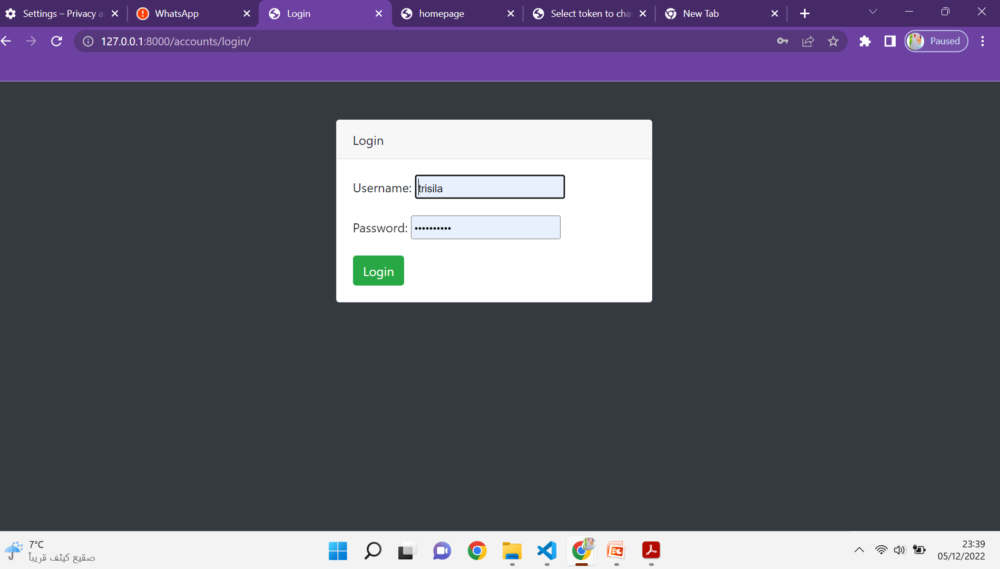 Settings – Privacy a
WhatsApp
Login
homepage
Select token to cha
New Tab
127.0.0.1:8000/accounts/login/
Paused
Login
Username: trisila
Password: ••••••••••
Login
7°C
صقيع كيثف قريباً
23:39
05/12/2022